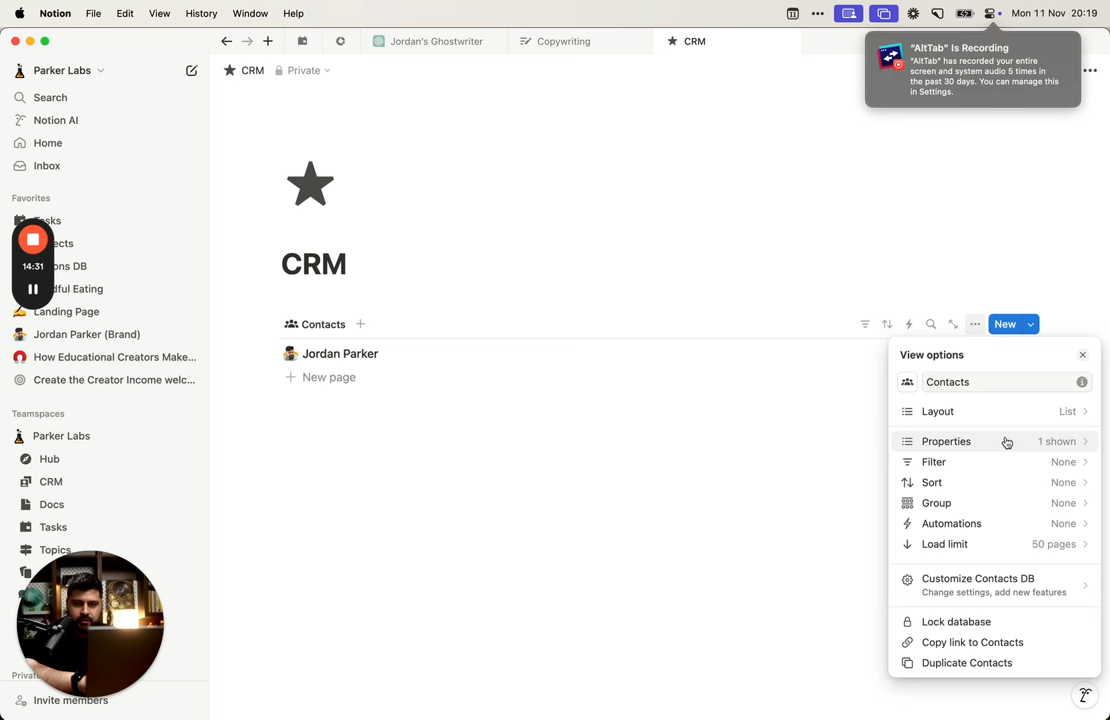 Notion File Edit View History Window Help
Mon 11 Nov 20:19
Jordan's Ghostwriter
Copywriting
CRM
"AltTab" Is Recording
"AltTab" has recorded your entire
screen and system audio 5 times in
the past 30 days. You can manage this
in Settings.
Parker Labs
CRM Private
Search
Notion AI
Home
Inbox
Favorites
14:31
Landing Page
Jordan Parker (Brand)
How Educational Creators Make...
Create the Creator Income welc...
Teamspaces
Parker Labs
Hub
CRM
Docs
Tasks
Topics
Invite members
CRM
Contacts
New
Jordan Parker
New page
View options
Contacts
Layout List
Properties 1 shown
Filter None
Sort None
Group None
Automations None
Load limit 50 pages
Customize Contacts DB
Change settings, add new features
Lock database
Copy link to Contacts
Duplicate Contacts